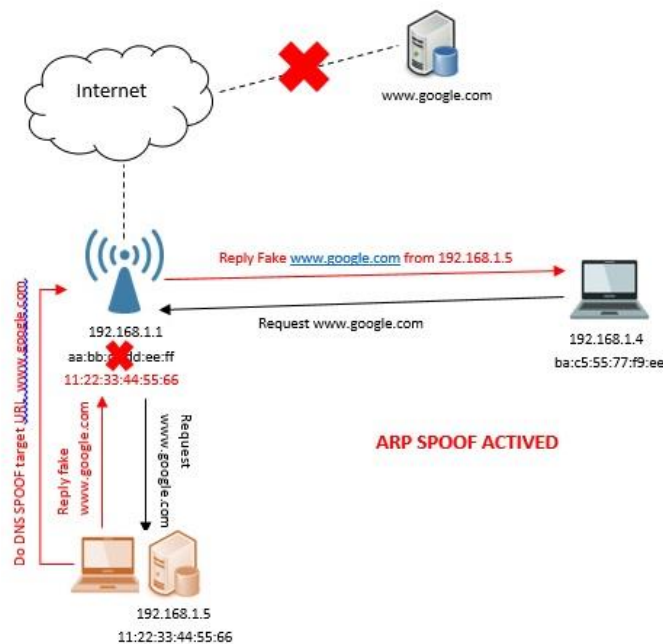 Internet
www.google.com
Reply Fake www.google.com from 192.168.1.5
Request www.google.com
192.168.1.1
aa:bb:c dd:ee:ff
11:22:33:44:55:66
192.168.1.4
ba:c5:55:77:f9:ee
ARP SPOOF ACTIVED
Do DNS SPOOF target URL www.google.com
Reply fake
www.google.com
Request
www.google.com
192.168.1.5
11:22:33:44:55:66